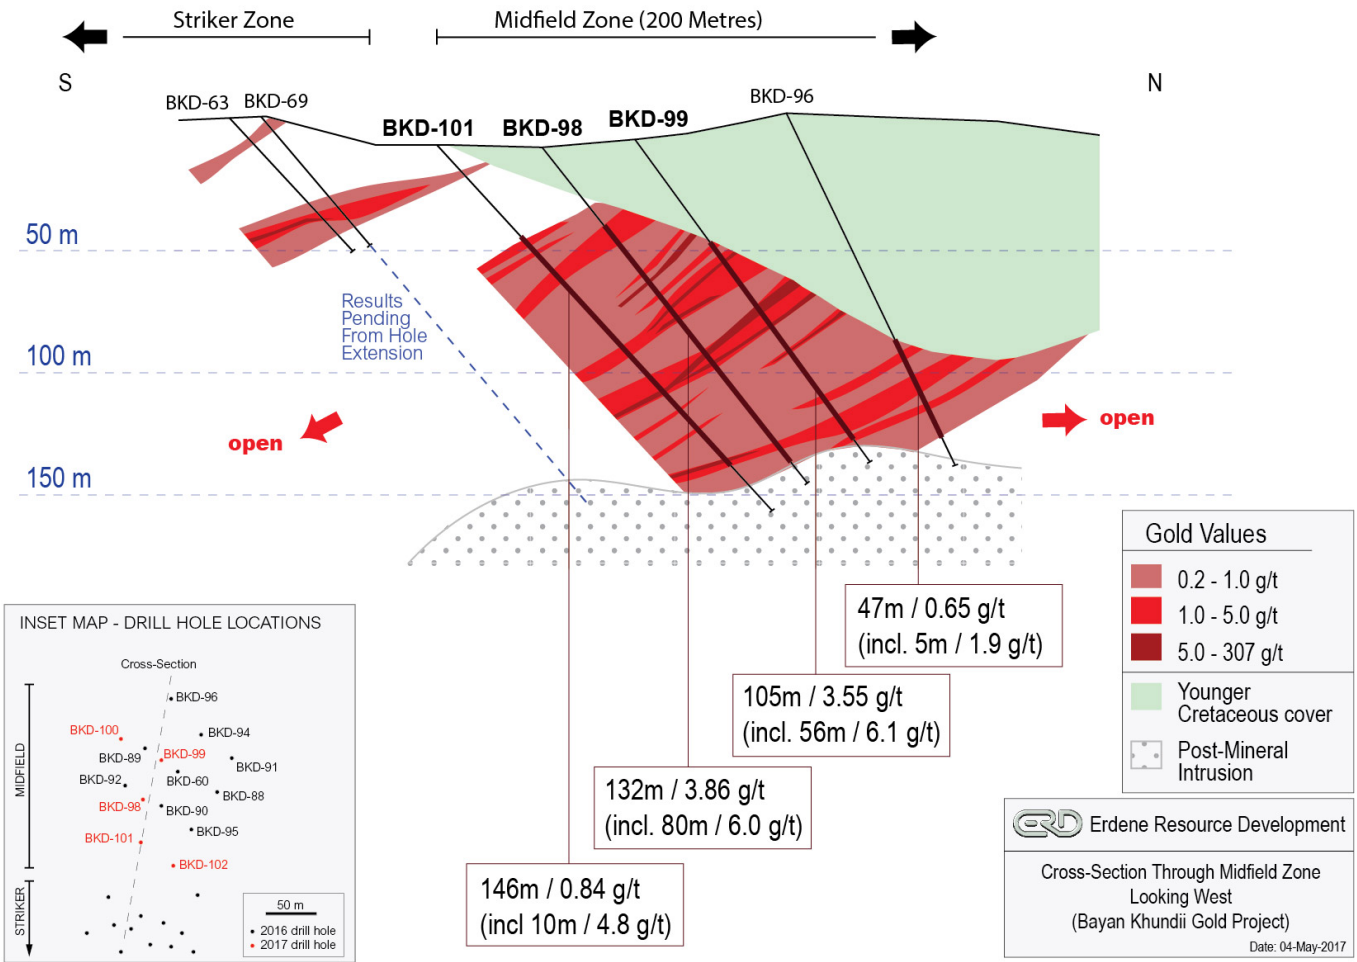 Striker Zone
Midfield Zone (200 Metres)
S
N
BKD-63
BKD-69
BKD-101
BKD-98
BKD-99
BKD-96
50 m
100 m
150 m
Results
Pending
From Hole
Extension
open
open
47m / 0.65 g/t
(incl. 5m / 1.9 g/t)
105m / 3.55 g/t
(incl. 56m / 6.1 g/t)
132m / 3.86 g/t
(incl. 80m / 6.0 g/t)
146m / 0.84 g/t
(incl 10m / 4.8 g/t)
Gold Values
0.2 - 1.0 g/t
1.0 - 5.0 g/t
5.0 - 307 g/t
Younger
Cretaceous cover
Post-Mineral
Intrusion
ERD Erdene Resource Development
Cross-Section Through Midfield Zone
Looking West
(Bayan Khundii Gold Project)
Date: 04-May-2017
INSET MAP - DRILL HOLE LOCATIONS
Cross-Section
BKD-96
BKD-100
BKD-94
BKD-89
BKD-99
BKD-91
BKD-92
BKD-60
BKD-88
BKD-98
BKD-90
BKD-95
BKD-101
BKD-102
MIDFIELD
STRIKER
50 m
2016 drill hole
2017 drill hole